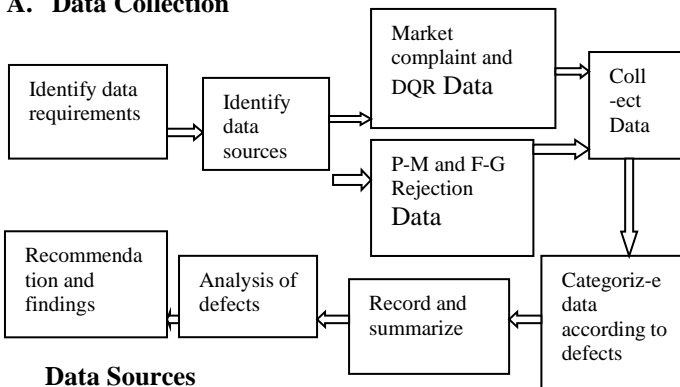 A. Data Collection
Identify data
requirements
Identify
data
sources
Market
complaint and
DQR Data
P-M and F-G
Rejection
Data
Coll
-ect
Data
Categoriz-e
data
according to
defects
Record and
summarize
Analysis of
defects
Recommenda
tion and
findings
Data Sources